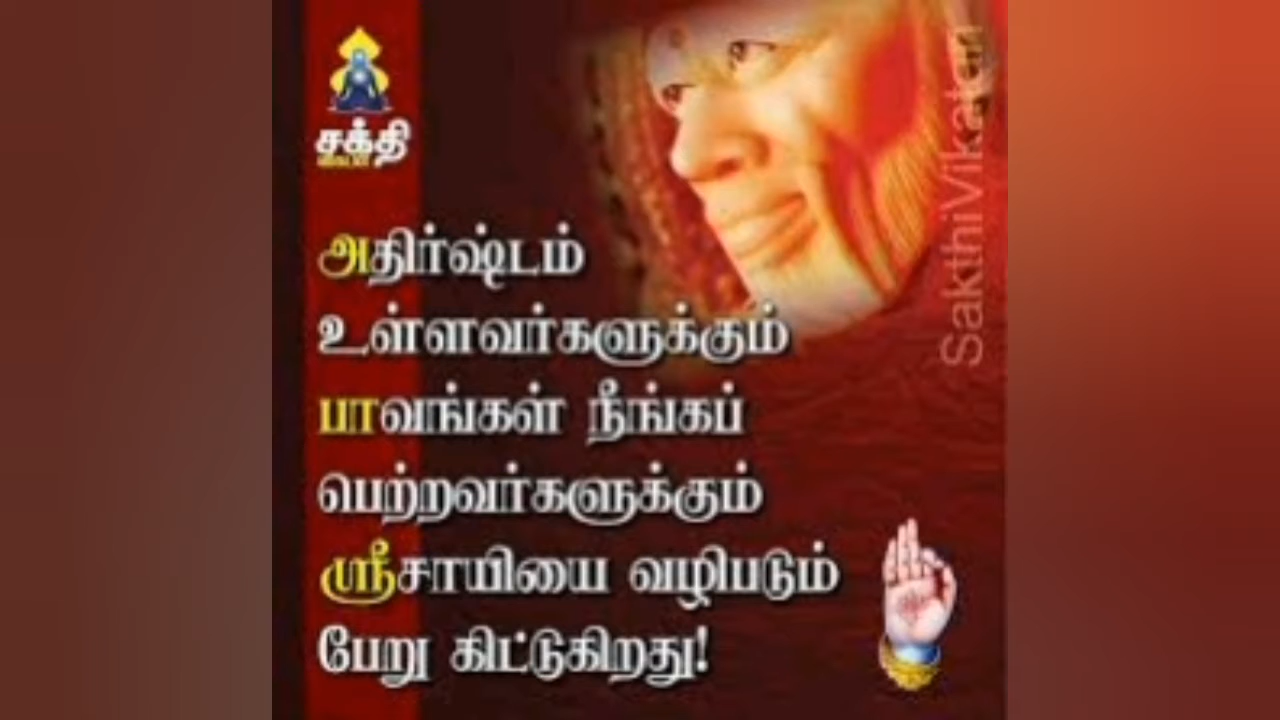 சக்தி
SakthiVikatan
அதிர்ஷ்டம்
உள்ளவர்களுக்கும்
பாவங்கள் நீங்கப்
பெற்றவர்களுக்கும்
ஸ்ரீசாயியை வழிபடும்
பேறு கிட்டுகிறது!